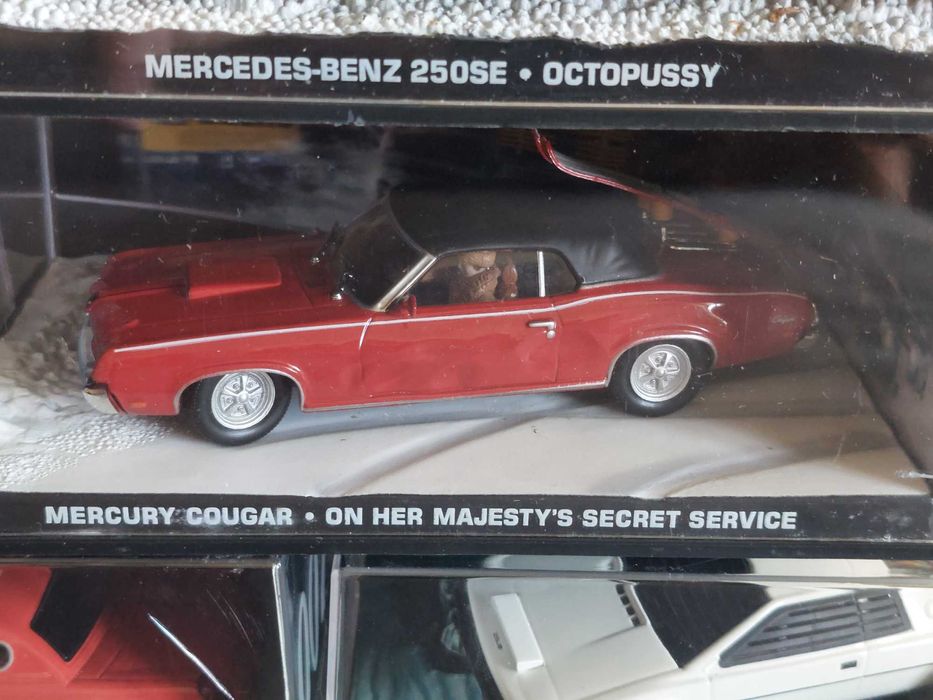 MERCEDES-BENZ 250SE • OCTOPUSSY
MERCURY COUGAR • ON HER MAJESTY'S SECRET SERVICE